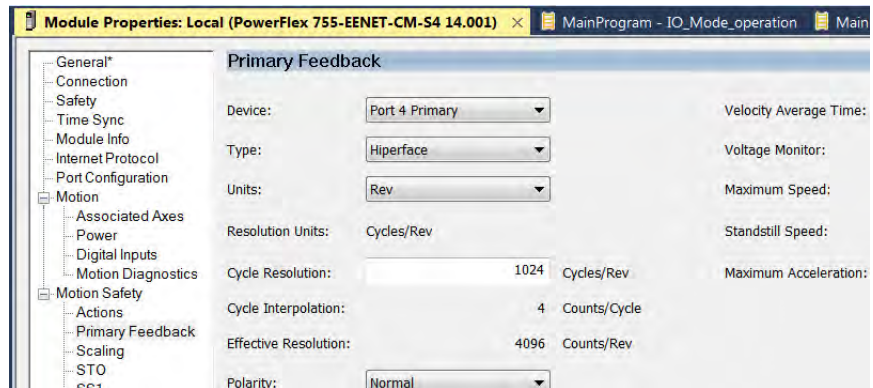 Module Properties: Local (PowerFlex 755-EENET-CM-S4 14.001) × MainProgram - IO_Mode_operation Main
General*
Connection
Safety
Time Sync
Module Info
Internet Protocol
Port Configuration
Motion
Associated Axes
Power
Digital Inputs
Motion Diagnostics
Motion Safety
Actions
Primary Feedback
Scaling
STO
SS1
Primary Feedback
Device: Port 4 Primary Velocity Average Time:
Type: Hiperface Voltage Monitor:
Units: Rev Maximum Speed:
Resolution Units: Cycles/Rev Standstill Speed:
Cycle Resolution: 1024 Cycles/Rev Maximum Acceleration:
Cycle Interpolation: 4 Counts/Cycle
Effective Resolution: 4096 Counts/Rev
Polarity: Normal